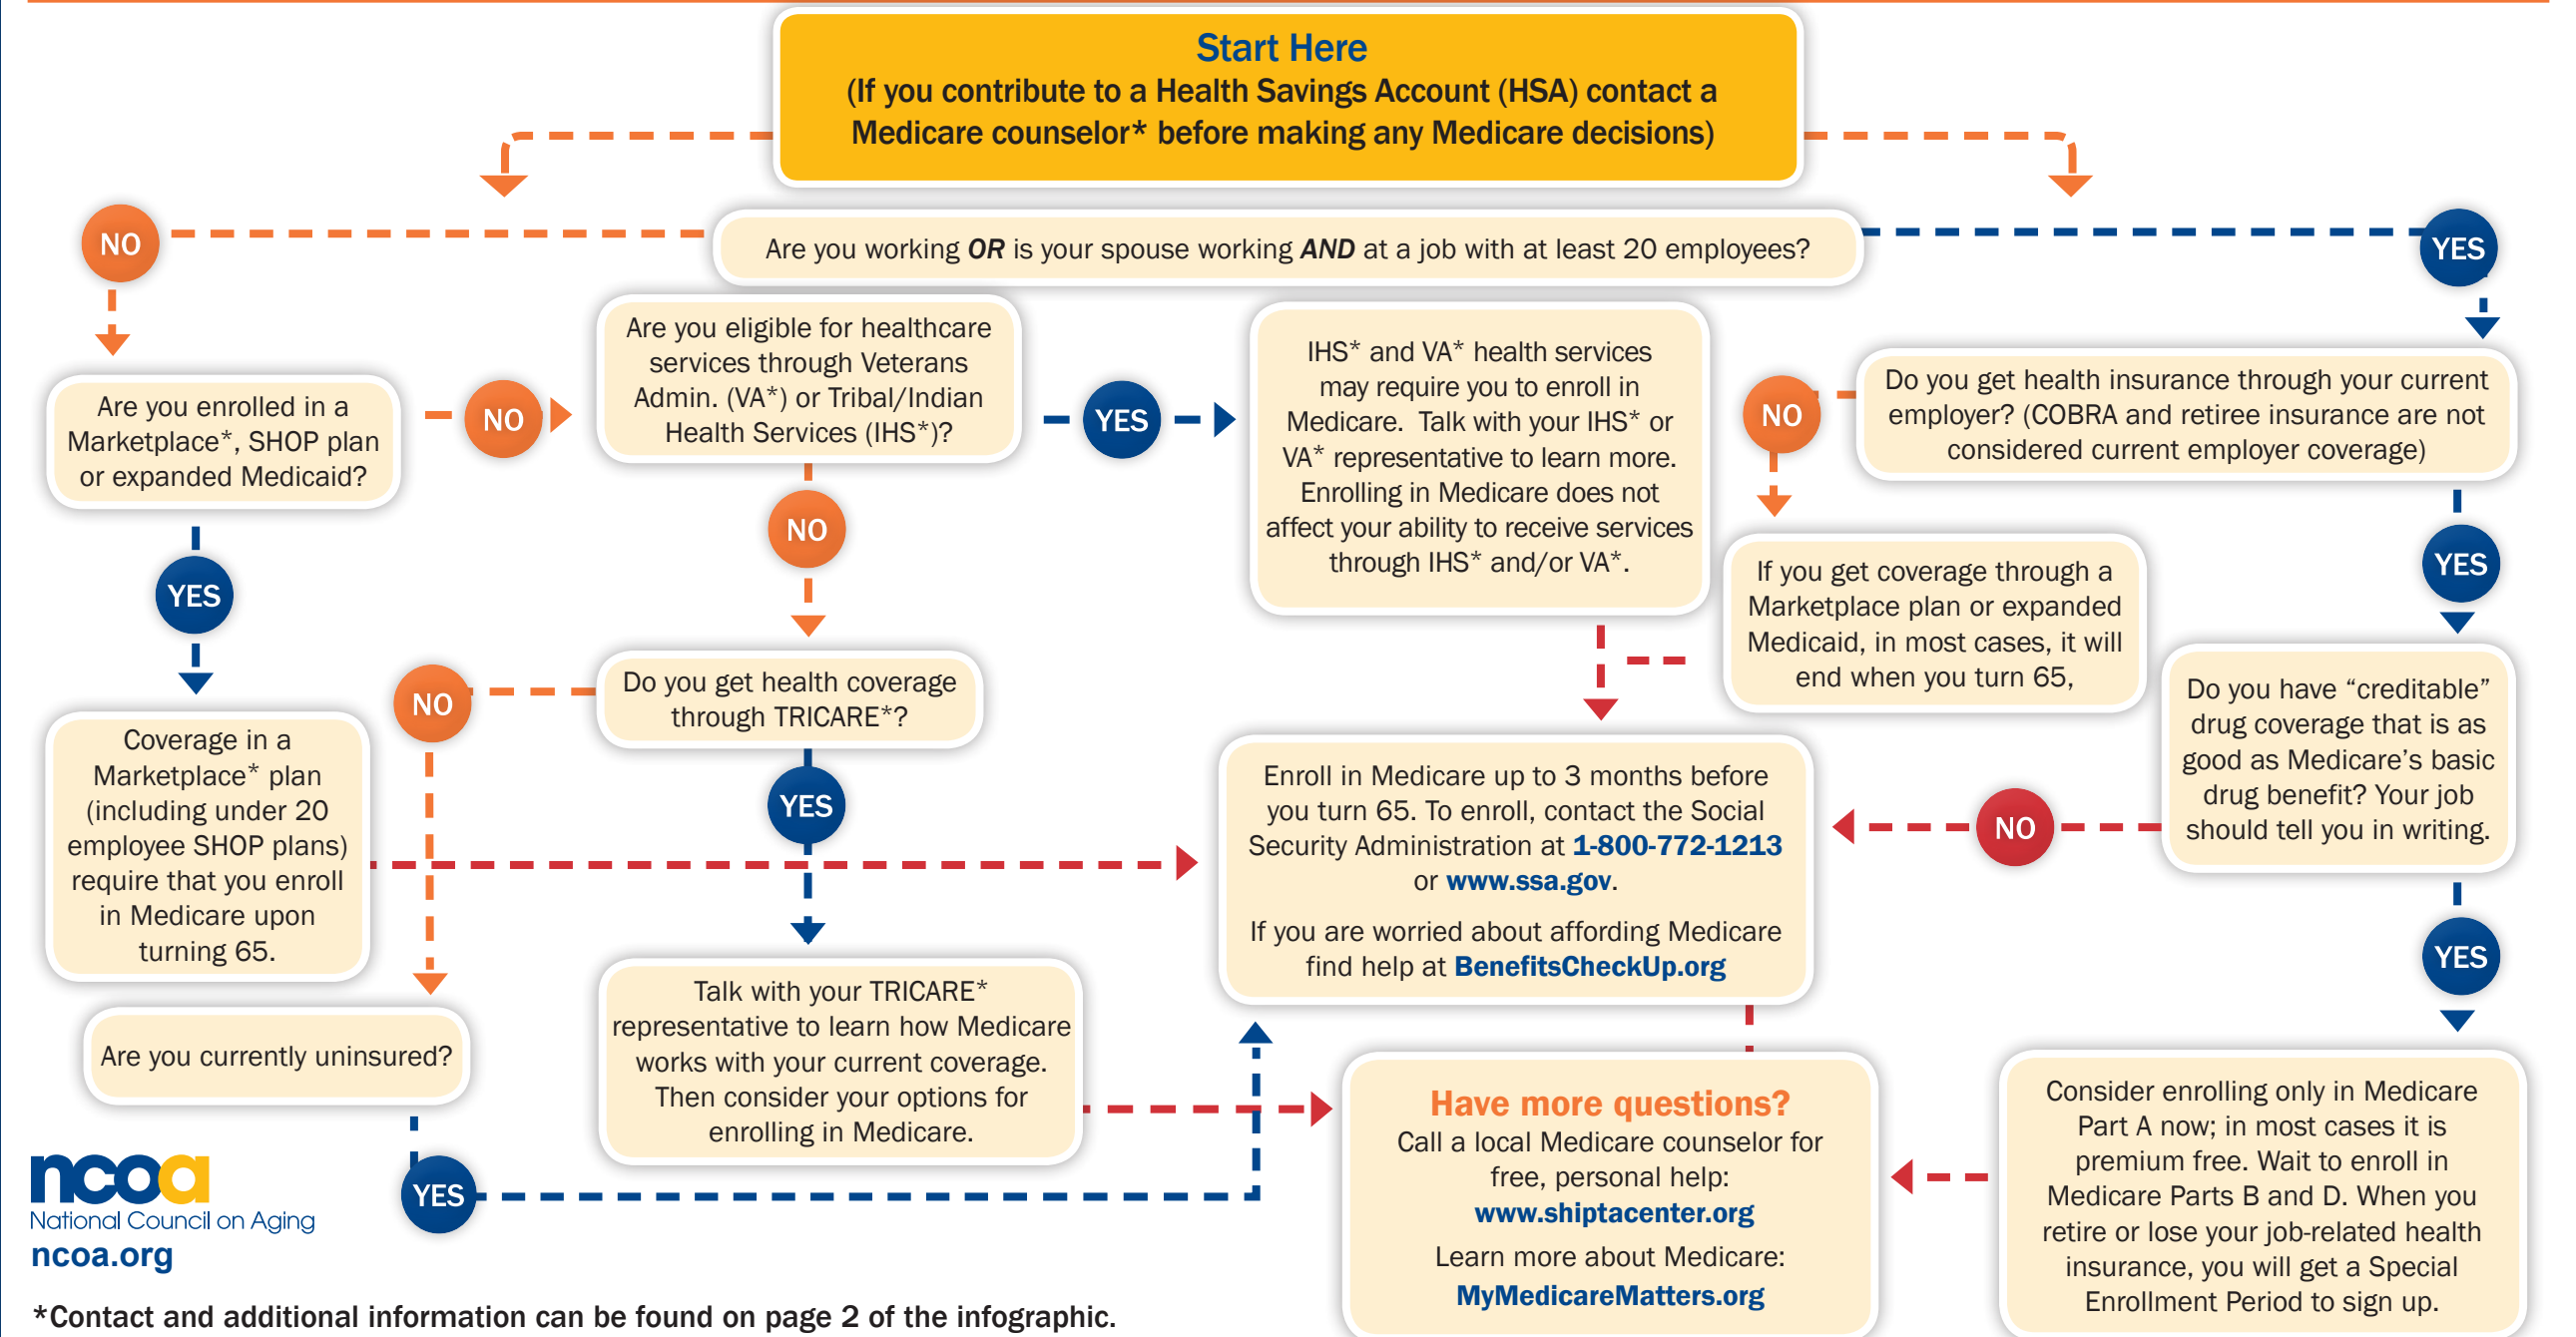 Start Here
(If you contribute to a Health Savings Account (HSA) contact a
Medicare counselor* before making any Medicare decisions)
NO
Are you working OR is your spouse working AND at a job with at least 20 employees?
YES
Are you enrolled in a
Marketplace*, SHOP plan
or expanded Medicaid?
NO
Are you eligible for healthcare
services through Veterans
Admin. (VA*) or Tribal/Indian
Health Services (IHS*)?
YES
IHS* and VA* health services
may require you to enroll in
Medicare. Talk with your IHS* or
VA* representative to learn more.
Enrolling in Medicare does not
affect your ability to receive services
through IHS* and/or VA*.
NO
Do you get health insurance through your current
employer? (COBRA and retiree insurance are not
considered current employer coverage)
YES
NO
If you get coverage through a
Marketplace plan or expanded
Medicaid, in most cases, it will
end when you turn 65,
YES
NO
Do you get health coverage
through TRICARE*?
Do you have “creditable”
drug coverage that is as
good as Medicare’s basic
drug benefit? Your job
should tell you in writing.
Coverage in a
Marketplace* plan
(including under 20
employee SHOP plans)
require that you enroll
in Medicare upon
turning 65.
YES
Enroll in Medicare up to 3 months before
you turn 65. To enroll, contact the Social
Security Administration at 1-800-772-1213
or www.ssa.gov.
If you are worried about affording Medicare
find help at BenefitsCheckUp.org
NO
YES
Are you currently uninsured?
Talk with your TRICARE*
representative to learn how Medicare
works with your current coverage.
Then consider your options for
enrolling in Medicare.
YES
Have more questions?
Call a local Medicare counselor for
free, personal help:
www.shiptacenter.org
Learn more about Medicare:
MyMedicareMatters.org
Consider enrolling only in Medicare
Part A now; in most cases it is
premium free. Wait to enroll in
Medicare Parts B and D. When you
retire or lose your job-related health
insurance, you will get a Special
Enrollment Period to sign up.
ncoa
National Council on Aging
ncoa.org
*Contact and additional information can be found on page 2 of the infographic.